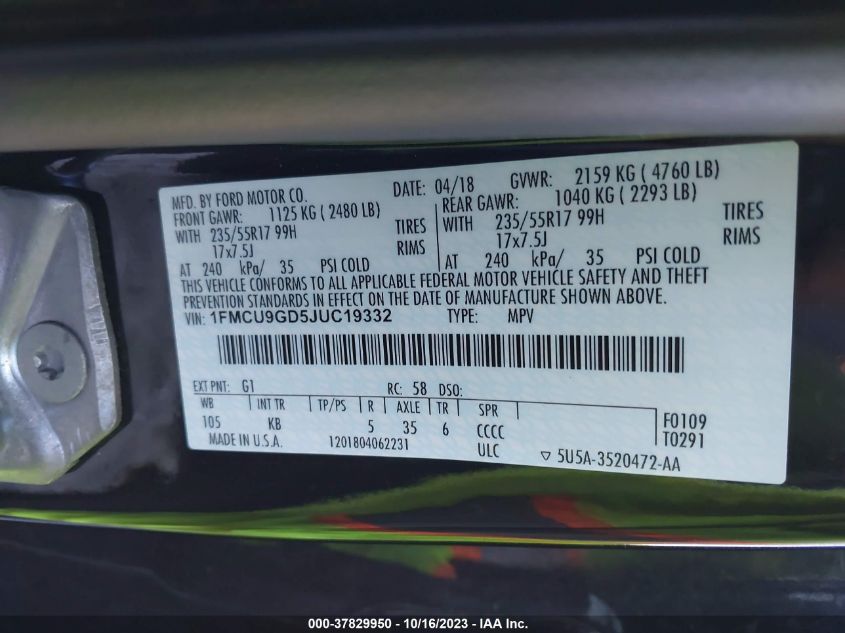 MFD. BY FORD MOTOR CO. DATE: 04/18 GVWR: 2159 KG ( 4760 LB)
FRONT GAWR: 1125 KG ( 2480 LB) REAR GAWR: 1040 KG ( 2293 LB)
WITH 235/55R17 99H TIRES WITH 235/55R17 99H TIRES
17x7.5J RIMS 17x7.5J RIMS
AT 240 kPa/ 35 PSI COLD AT 240 kPa/ 35 PSI COLD
THIS VEHICLE CONFORMS TO ALL APPLICABLE FEDERAL MOTOR VEHICLE SAFETY AND THEFT
PREVENTION STANDARDS IN EFFECT ON THE DATE OF MANUFACTURE SHOWN ABOVE.
VIN: 1FMCU9GD5JUC19332 TYPE: MPV
EXT PNT: G1 RC: 58 DSO:
WB INT TR TP/PS R AXLE TR SPR F0109
105 KB 5 35 6 CCCC T0291
MADE IN U.S.A. 1201804062231 ULC ▽ 5U5A-3520472-AA
000-37829950 - 10/16/2023 - IAA Inc.